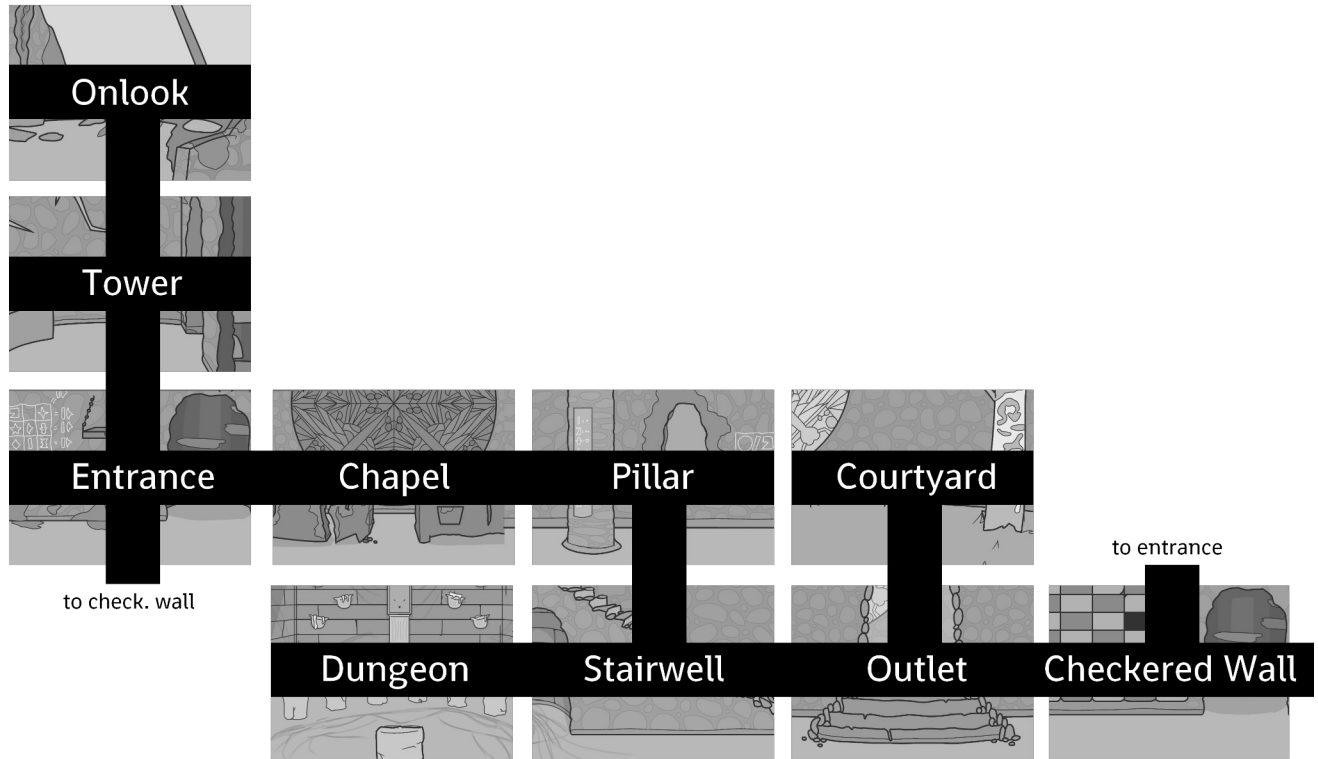 Onlook
Tower
Entrance Chapel Pillar Courtyard
to entrance
to check. wall
Dungeon Stairwell Outlet Checkered Wall